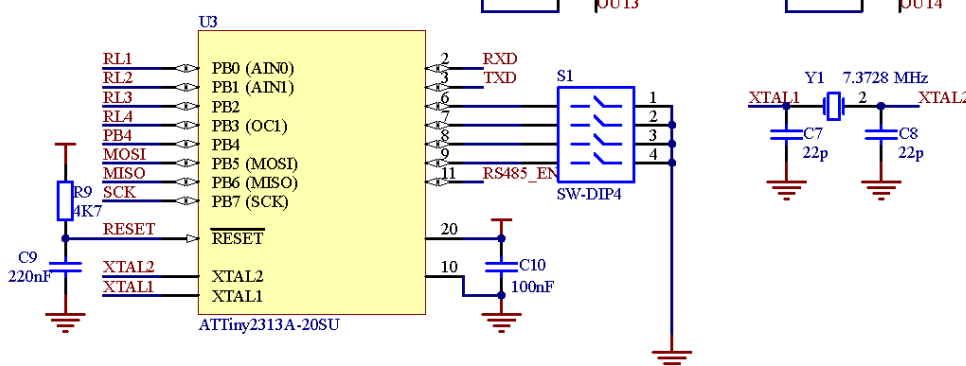 OU13
OU14
U3
RL1 PB0 (AIN0) 2 RXD
RL2 PB1 (AIN1) 3 TXD
RL3 PB2 6
RL4 PB3 (OC1) 7
PB4 PB4 8
MOSI PB5 (MOSI) 9
MISO PB6 (MISO) 11 RS485_EN
SCK PB7 (SCK)
R9
4K7
RESET RESET 20
C9
220nF
XTAL2 XTAL2 10
XTAL1 XTAL1
C10
100nF
ATTiny2313A-20SU
S1
1
2
3
4
SW-DIP4
Y1 7.3728 MHz
XTAL1 2 XTAL2
C7
22p
C8
22p